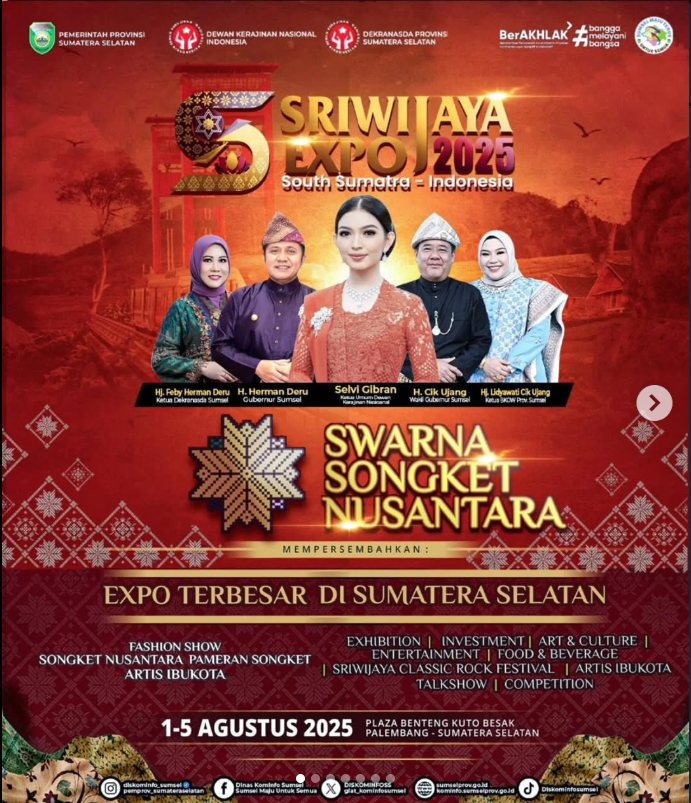 PEMERINTAH PROVINSI
SUMATERA SELATAN
DEWAN KERAJINAN NASIONAL
INDONESIA
DEKRANASDA PROVINSI
SUMATERA SELATAN
BerAKHLAK
#bangga
melayani
bangsa
SRIWIJAYA
EXPO 2025
South Sumatra - Indonesia
Hj. Feby Herman Deru
Ketua Dekranasda Sumsel
H. Herman Deru
Gubernur Sumsel
Selvi Gibran
Ketua Umum Dewan
Kerajinan Nasional
H. Cik Ujang
Wakil Gubernur Sumsel
Hj. Lidyawati Cik Ujang
Ketua BKOW Prov. Sumsel
SWARNA
SONGKET
NUSANTARA
MEMPERSEMBAHKAN :
EXPO TERBESAR DI SUMATERA SELATAN
FASHION SHOW
SONGKET NUSANTARA PAMERAN SONGKET
ARTIS IBUKOTA
EXHIBITION | INVESTMENT | ART & CULTURE |
ENTERTAINMENT | FOOD & BEVERAGE
| SRIWIJAYA CLASSIC ROCK FESTIVAL | ARTIS IBUKOTA
TALKSHOW | COMPETITION
1-5 AGUSTUS 2025
PLAZA BENTENG KUTO BESAK
PALEMBANG - SUMATERA SELATAN
diskominfo_sumsel
pemprov_sumateraselatan
Dinas Kominfo Sumsel
Sumsel Maju Untuk Semua
DISKOMINFOSS
giat_kominfosumsel
sumselprov.go.id
kominfo.sumselprov.go.id
Diskominfosumsel